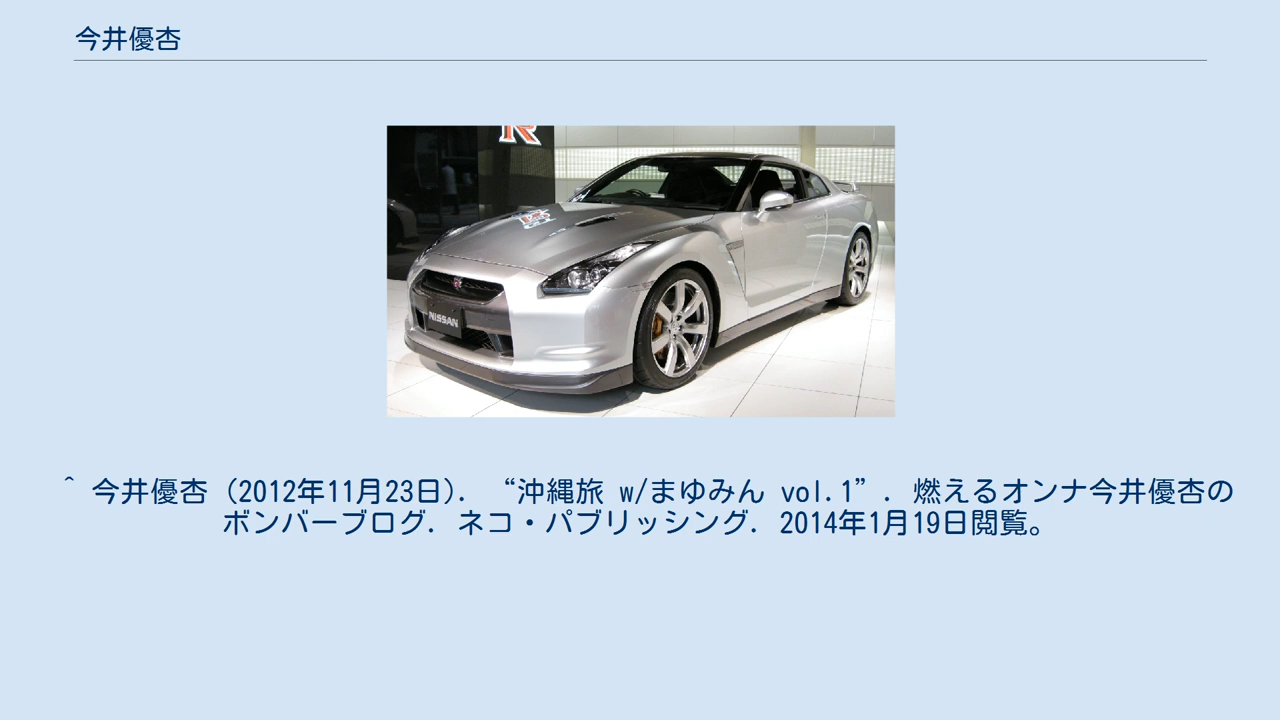 今井優杏
R
NISSAN
^ 今井優杏 (2012年11月23日). “沖縄旅 w/まゆみん vol.1”. 燃えるオンナ今井優杏の
ボンバーブログ. ネコ・パブリッシング. 2014年1月19日閲覧。